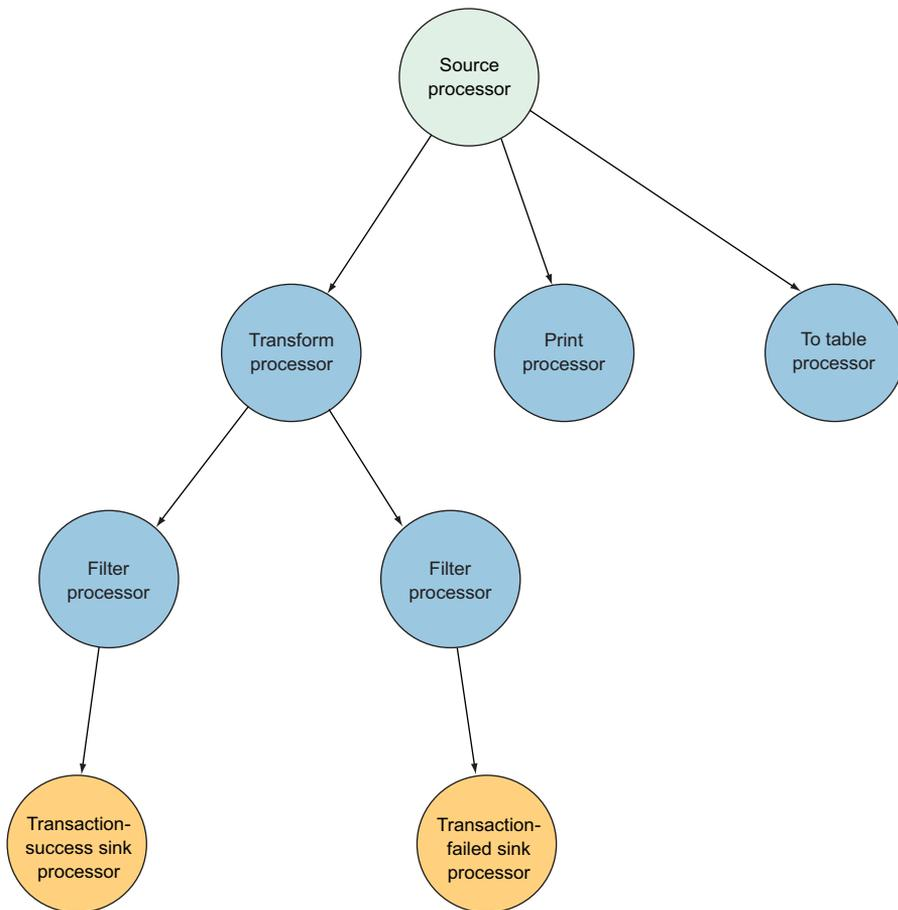 Source
processor
Transform
processor
Print
processor
To table
processor
Filter
processor
Filter
processor
Transaction-
success sink
processor
Transaction-
failed sink
processor